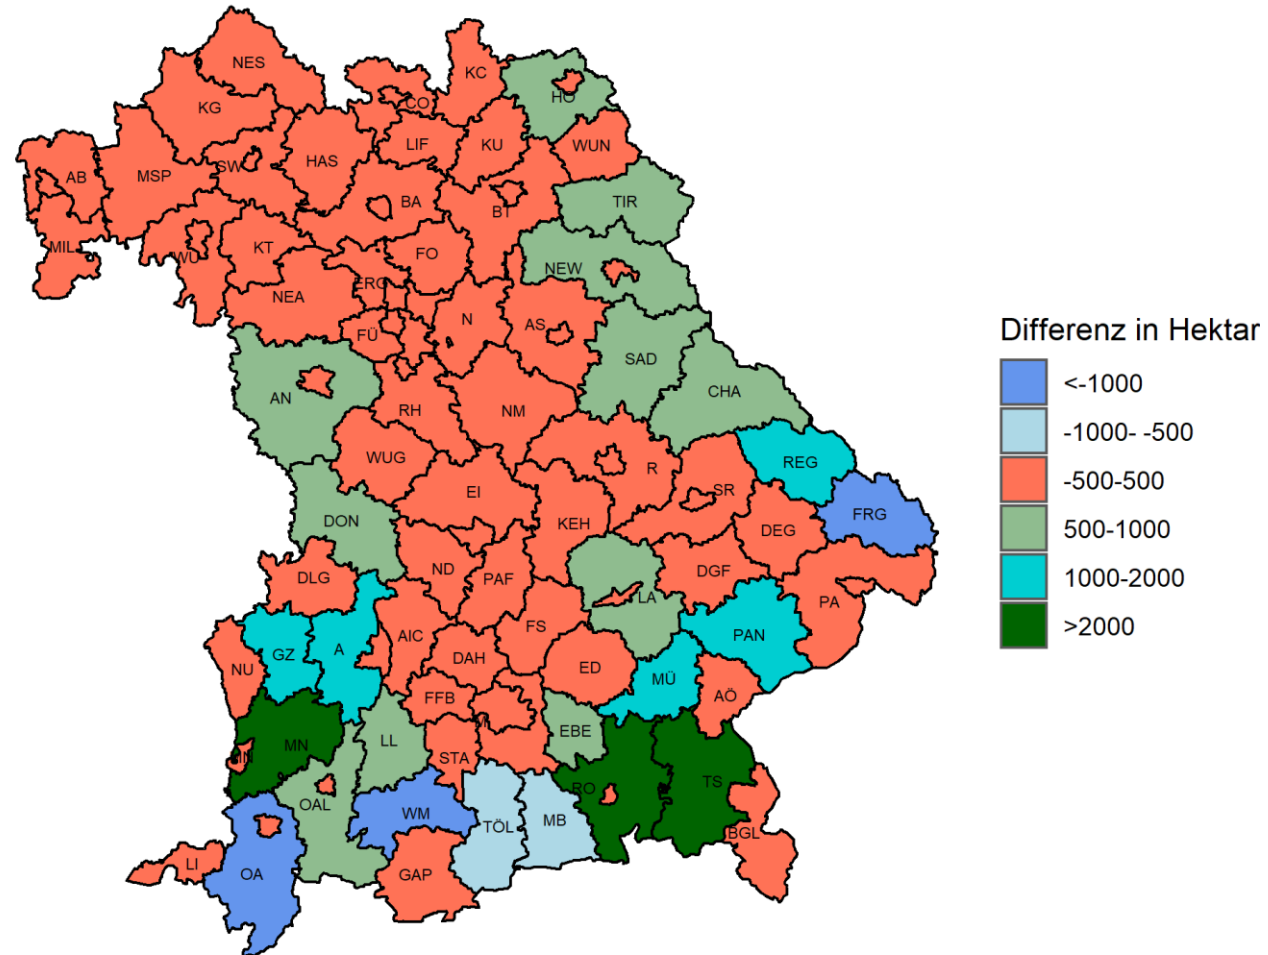 NES
KC
HO
KG
CO
LIF
KU
WUN
HAS
SW
AB
MSP
BA
BT
TIR
MIL
WÜ
KT
FO
NEW
ERC
NEA
N
AS
FÜ
SAD
CHA
AN
RH
NM
WUG
R
REG
EI
SR
FRG
DON
KEH
DEG
DLG
ND
PAF
DGF
LA
PA
AIC
FS
PAN
A
GZ
DAH
ED
MÜ
NU
FFB
AÖ
EBE
MN
LL
STA
TS
RO
OAL
WM
TÖL
MB
BGL
LI
OA
GAP
Differenz in Hektar
<-1000
-1000- -500
-500-500
500-1000
1000-2000
>2000